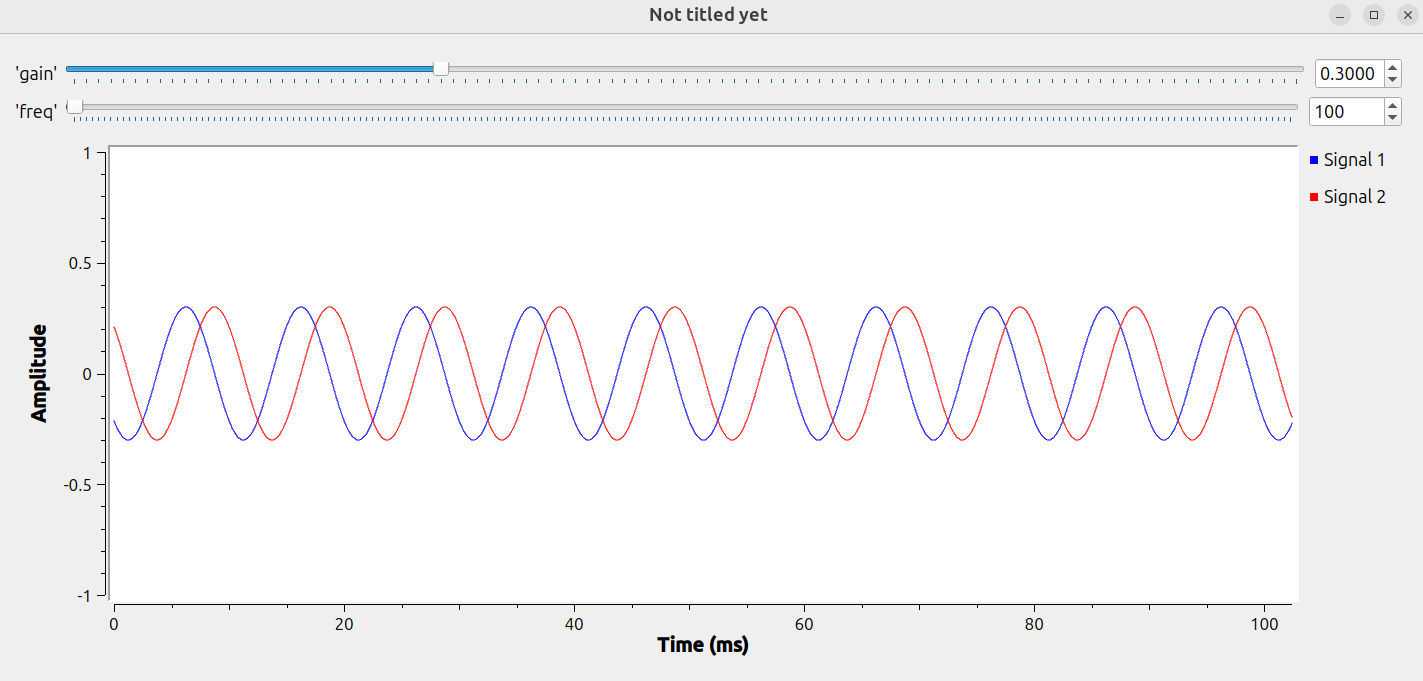 Not titled yet
'gain' 0.3000
'freq' 100
Signal 1
Signal 2
1
0.5
0
-0.5
-1
Amplitude
0 20 40 60 80 100
Time (ms)